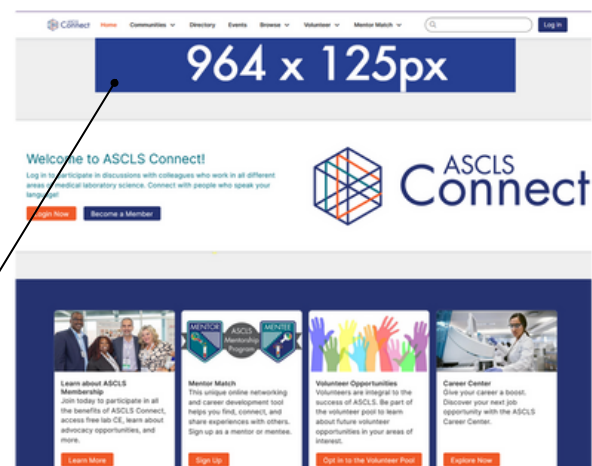 Connect Home Communities Directory Events Browse Volunteer Mentor Match Log in
964 x 125px
Welcome to ASCLS Connect!
Log in to participate in discussions with colleagues who work in all different
areas of medical laboratory science. Connect with people who speak your
language!
Login Now Become a Member
ASCLS
Connect
MENTOR
ASCLS
Mentorship
Program
MENTEE
Learn about ASCLS
Membership
Join today to participate in all
the benefits of ASCLS Connect,
access free lab CE, learn about
advocacy opportunities, and
more.
Learn More
Mentor Match
This unique online networking
and career development tool
helps you find, connect, and
share experiences with others.
Sign up as a mentor or mentee.
Sign Up
Volunteer Opportunities
Volunteers are integral to the
success of ASCLS. Be part of
the volunteer pool to learn
about future volunteer
opportunities in your areas of
interest.
Opt in to the Volunteer Pool
Career Center
Give your career a boost.
Discover your next job
opportunity with the ASCLS
Career Center.
Explore Now